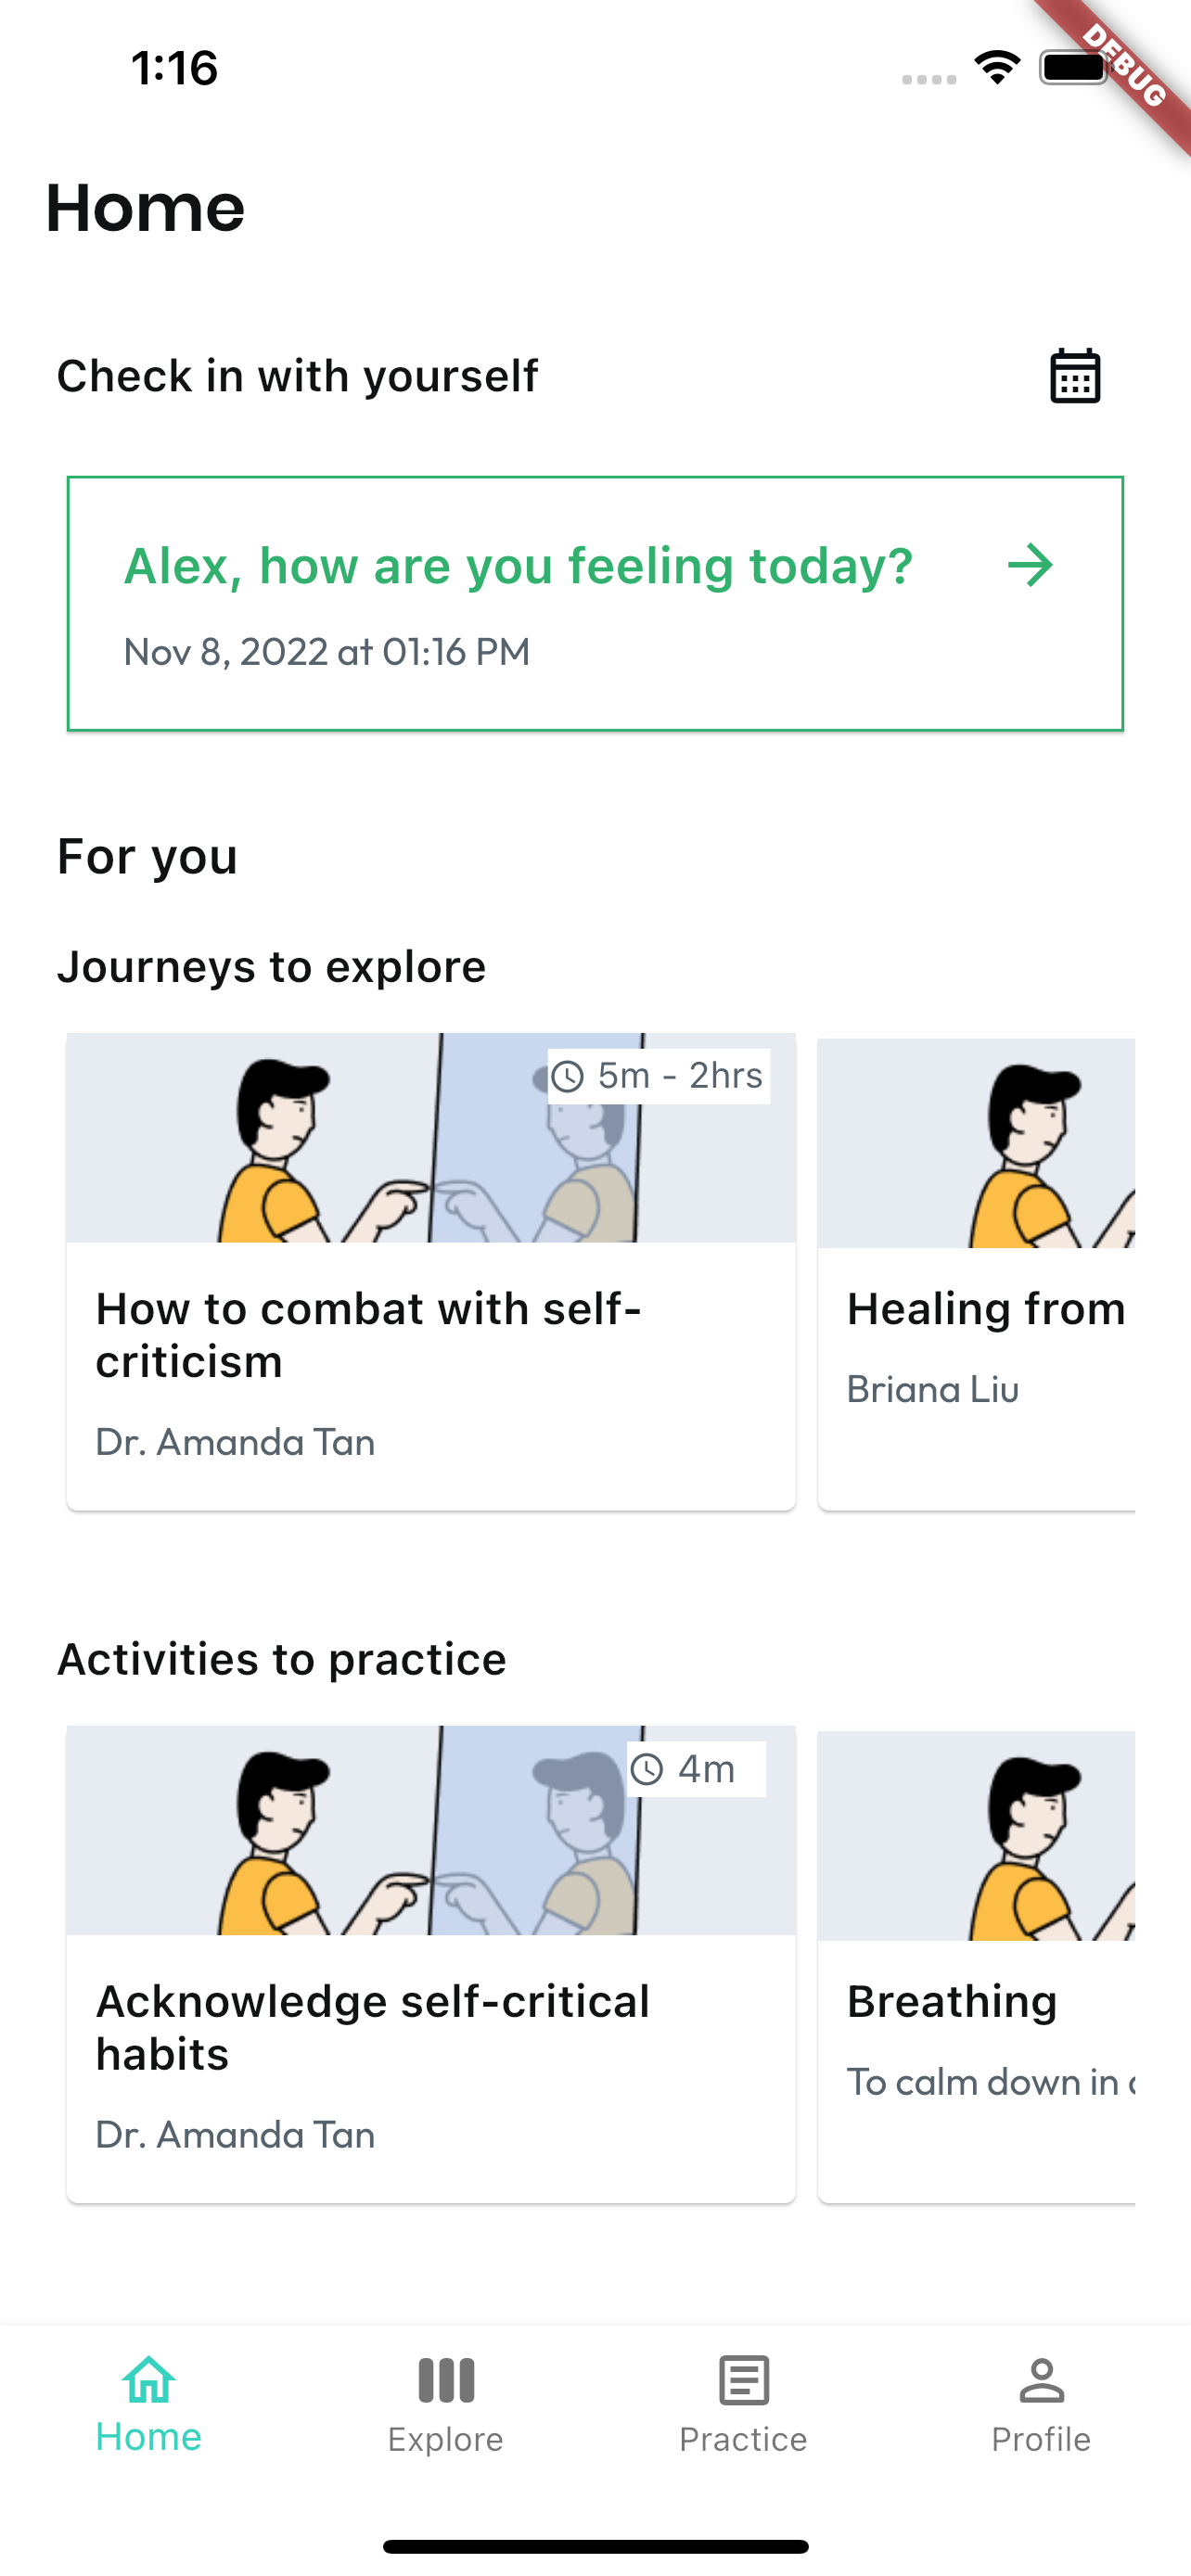 1:16
DEBUG
Home
Check in with yourself
Alex, how are you feeling today?
Nov 8, 2022 at 01:16 PM
For you
Journeys to explore
5m - 2hrs
How to combat with self-
criticism
Dr. Amanda Tan
Healing from
Briana Liu
Activities to practice
4m
Acknowledge self-critical
habits
Dr. Amanda Tan
Breathing
To calm down in
Home
Explore
Practice
Profile